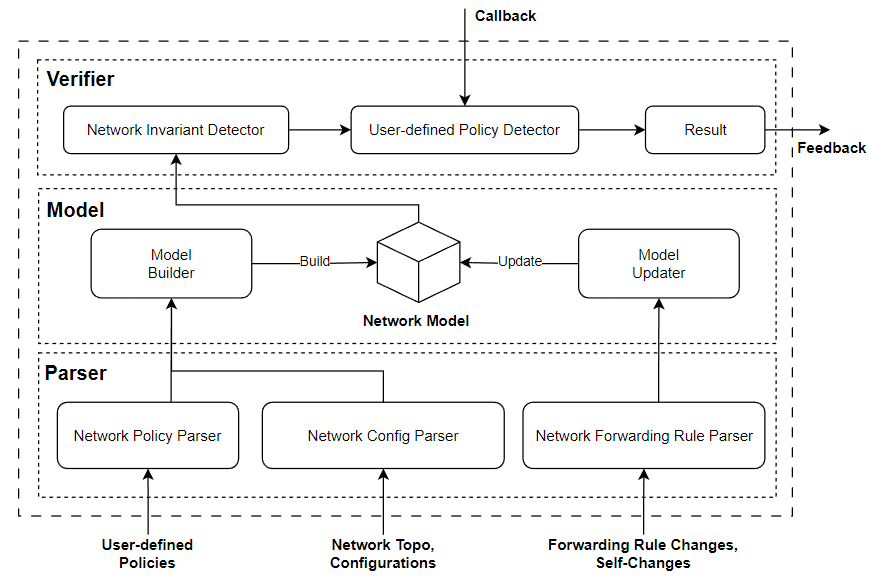 Callback
Verifier
Network Invariant Detector
User-defined Policy Detector
Result
Feedback
Model
Model
Builder
Build
Update
Model
Updater
Network Model
Parser
Network Policy Parser
Network Config Parser
Network Forwarding Rule Parser
User-defined
Policies
Network Topo,
Configurations
Forwarding Rule Changes,
Self-Changes